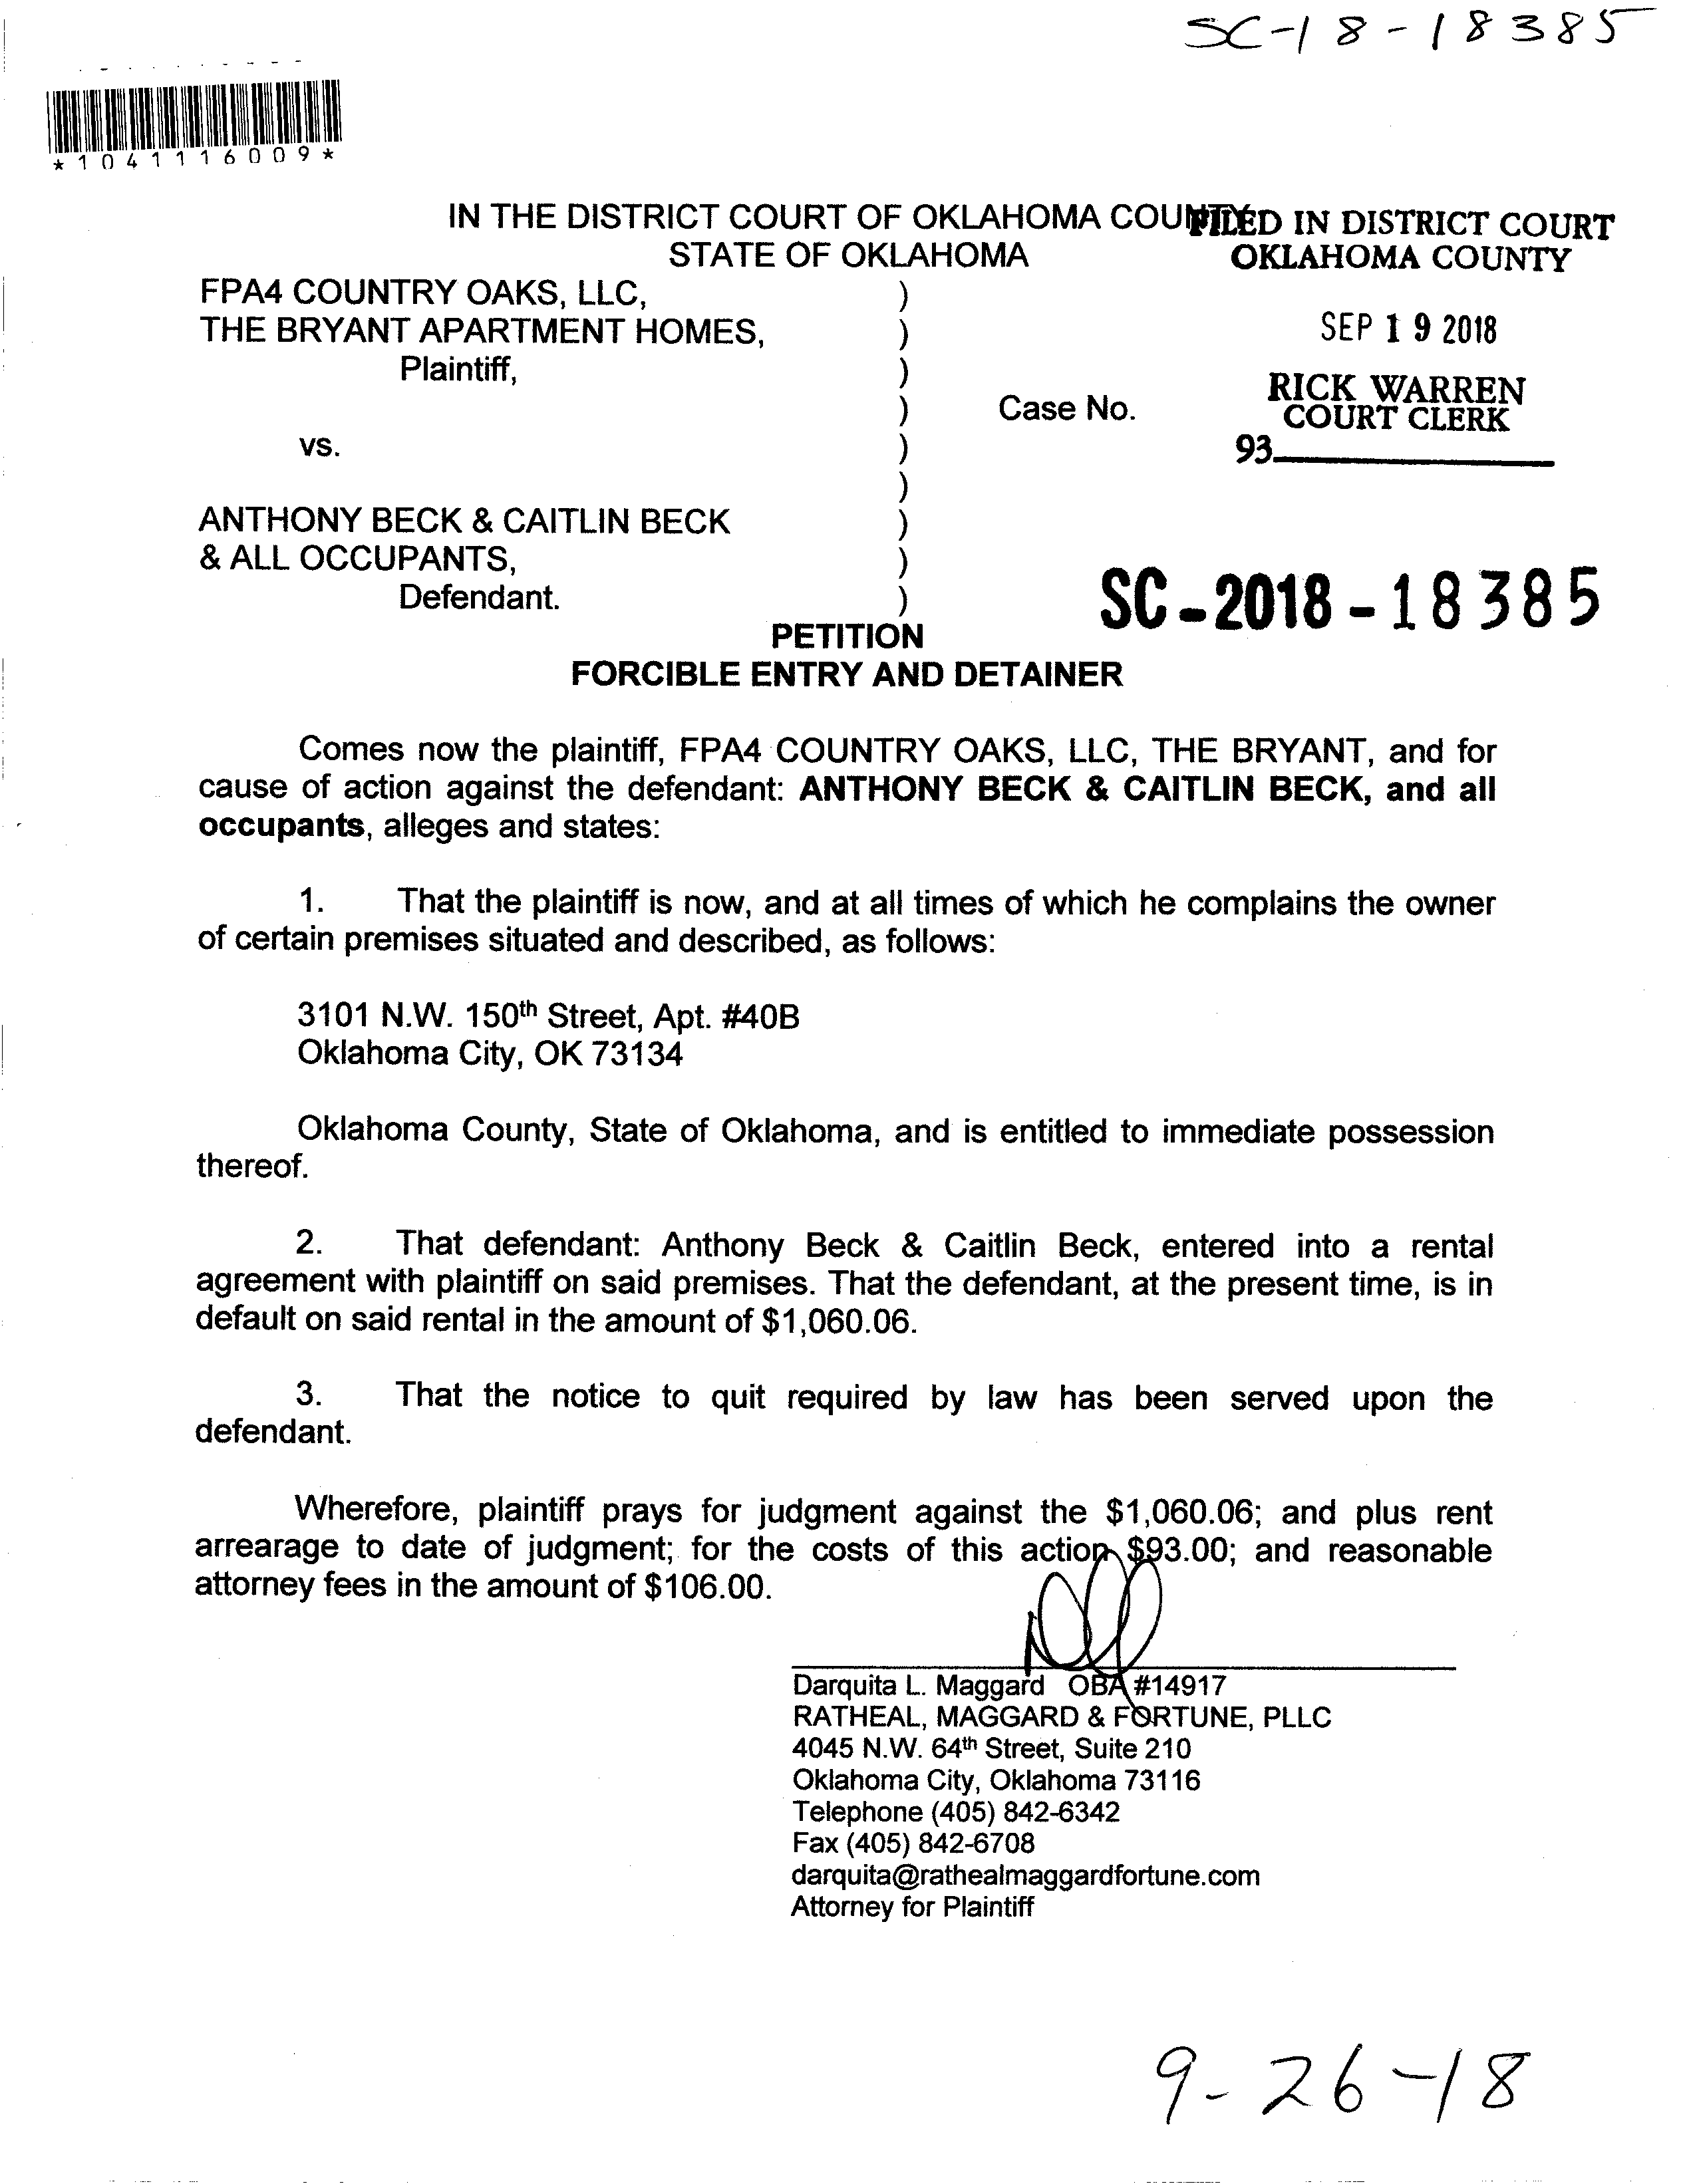 SC-18-18385
*1041116009*
IN THE DISTRICT COURT OF OKLAHOMA COUNTY
FILED IN DISTRICT COURT
STATE OF OKLAHOMA
OKLAHOMA COUNTY
FPA4 COUNTRY OAKS, LLC, )
THE BRYANT APARTMENT HOMES, )
SEP 19 2018
Plaintiff, )
RICK WARREN
) Case No.
COURT CLERK
vs. )
93
)
ANTHONY BECK & CAITLIN BECK )
& ALL OCCUPANTS, )
Defendant. )
SC-2018-18385
PETITION
FORCIBLE ENTRY AND DETAINER
Comes now the plaintiff, FPA4 COUNTRY OAKS, LLC, THE BRYANT, and for
cause of action against the defendant: ANTHONY BECK & CAITLIN BECK, and all
occupants, alleges and states:
1. That the plaintiff is now, and at all times of which he complains the owner
of certain premises situated and described, as follows:
3101 N.W. 150th Street, Apt. #40B
Oklahoma City, OK 73134
Oklahoma County, State of Oklahoma, and is entitled to immediate possession
thereof.
2. That defendant: Anthony Beck & Caitlin Beck, entered into a rental
agreement with plaintiff on said premises. That the defendant, at the present time, is in
default on said rental in the amount of $1,060.06.
3. That the notice to quit required by law has been served upon the
defendant.
Wherefore, plaintiff prays for judgment against the $1,060.06; and plus rent
arrearage to date of judgment; for the costs of this action $93.00; and reasonable
attorney fees in the amount of $106.00.
Darquita L. Maggard OBA #14917
RATHEAL, MAGGARD & FORTUNE, PLLC
4045 N.W. 64th Street, Suite 210
Oklahoma City, Oklahoma 73116
Telephone (405) 842-6342
Fax (405) 842-6708
darquita@rathealmaggardfortune.com
Attorney for Plaintiff
9-26-18